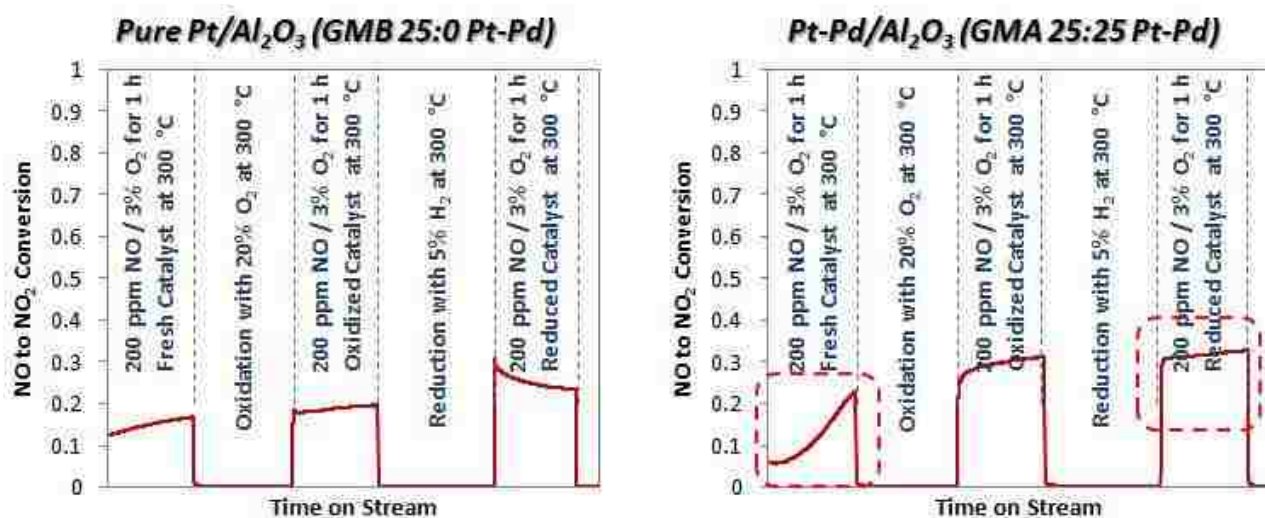 Pure Pt/Al₂O₃ (GMB 25:0 Pt-Pd)
NO to NO₂ Conversion
1
0.9
0.8
0.7
0.6
0.5
0.4
0.3
0.2
0.1
0
200 ppm NO / 3% O₂ for 1 h
Fresh Catalyst at 300 °C
Oxidation with 20% O₂ at 300 °C
200 ppm NO / 3% O₂ for 1 h
Oxidized Catalyst at 300 °C
Reduction with 5% H₂ at 300 °C
200 ppm NO / 3% O₂ for 1 h
Reduced Catalyst at 300 °C
Time on Stream
Pt-Pd/Al₂O₃ (GMA 25:25 Pt-Pd)
NO to NO₂ Conversion
1
0.9
0.8
0.7
0.6
0.5
0.4
0.3
0.2
0.1
0
200 ppm NO / 3% O₂ for 1 h
Fresh Catalyst at 300 °C
Oxidation with 20% O₂ at 300 °C
200 ppm NO / 3% O₂ for 1 h
Oxidized Catalyst at 300 °C
Reduction with 5% H₂ at 300 °C
200 ppm NO / 3% O₂ for 1 h
Reduced Catalyst at 300 °C
Time on Stream